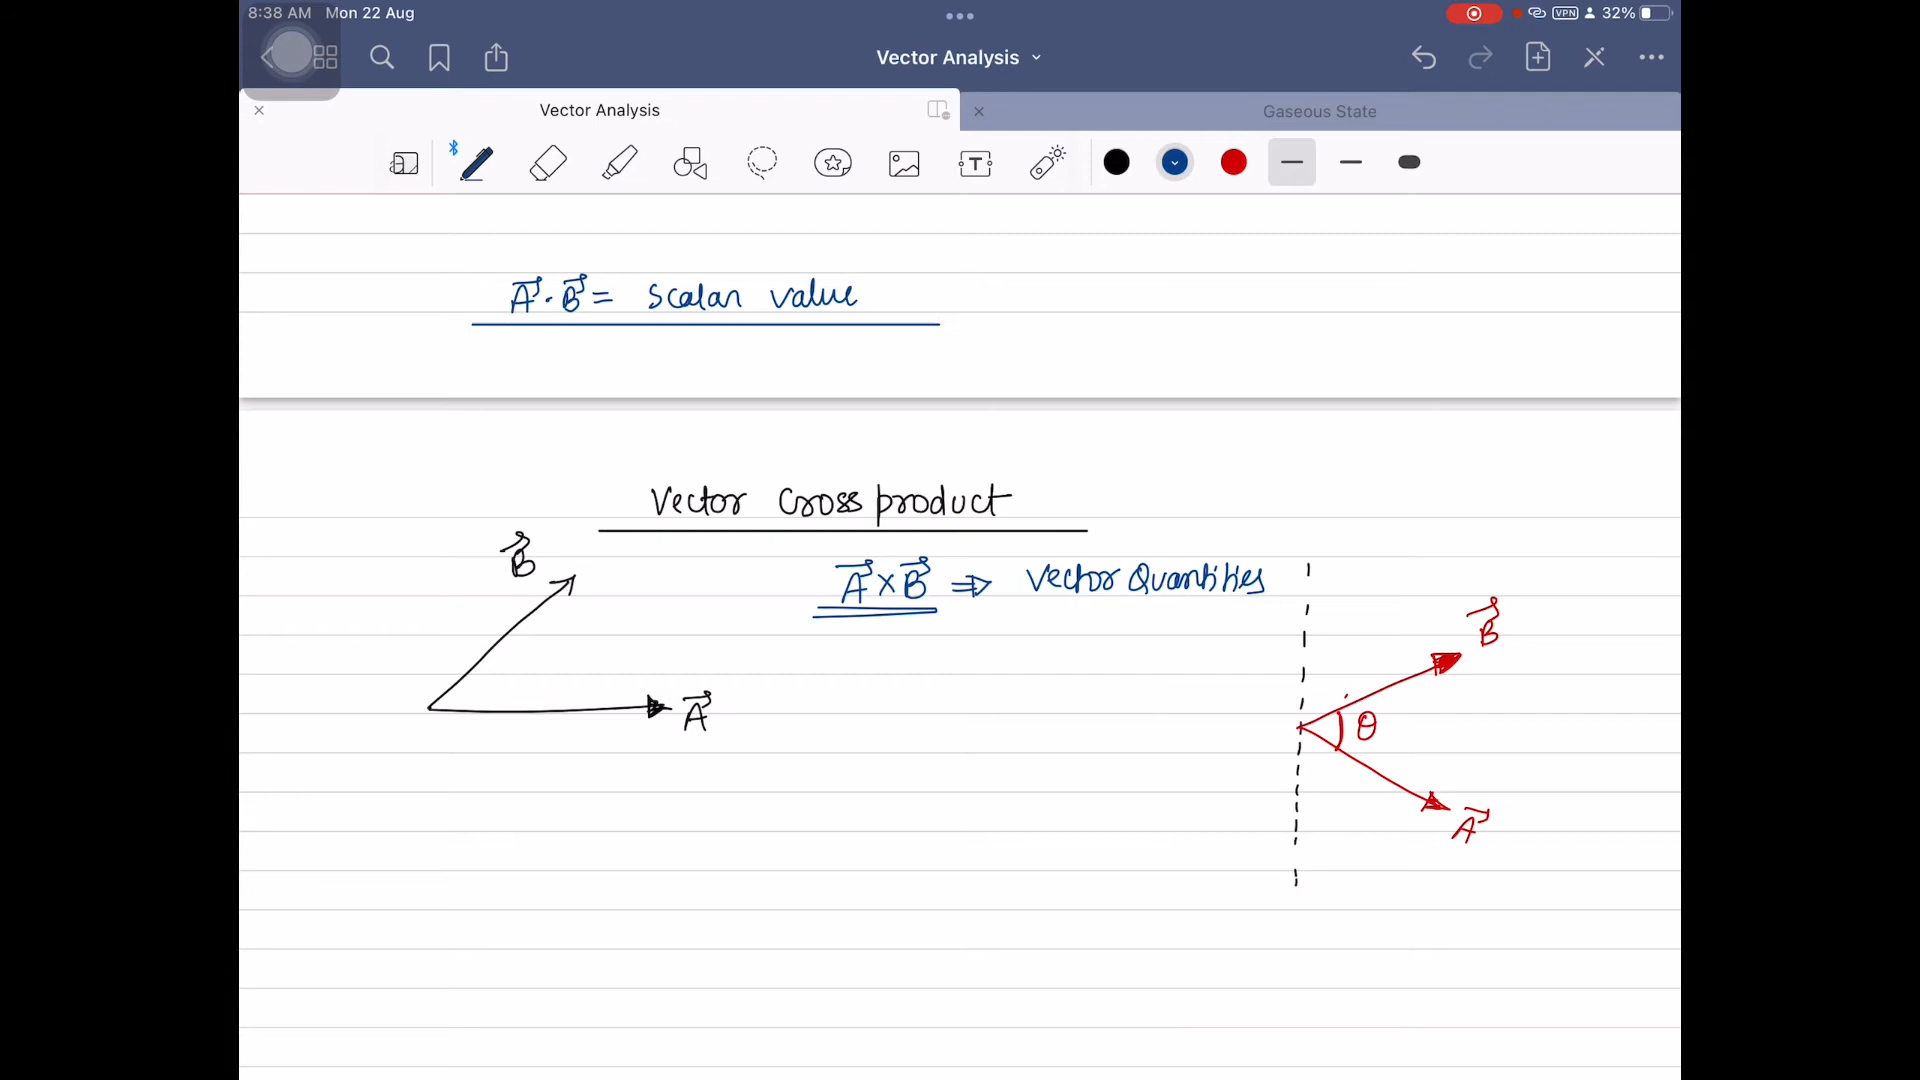 8:38 AM Mon 22 Aug
VPN 32%
Vector Analysis
Vector Analysis
Gaseous State
T
A⃗ · B⃗ = scalar value
Vector Cross product
A⃗ × B⃗ ⇒ Vector Quantities
B⃗
A⃗
B⃗
θ
A⃗